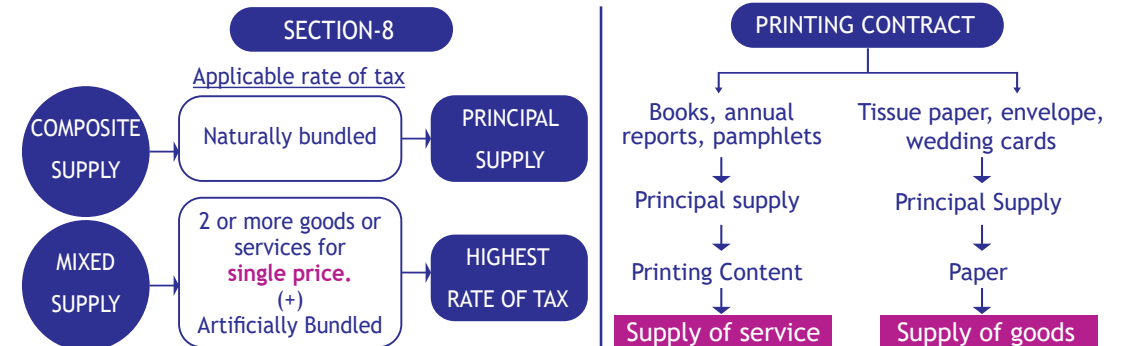 SECTION-8
Applicable rate of tax
COMPOSITE
SUPPLY
Naturally bundled
PRINCIPAL
SUPPLY
MIXED
SUPPLY
2 or more goods or
services for
single price.
(+)
Artificially Bundled
HIGHEST
RATE OF TAX
PRINTING CONTRACT
Books, annual
reports, pamphlets
Principal supply
Printing Content
Supply of service
Tissue paper, envelope,
wedding cards
Principal Supply
Paper
Supply of goods